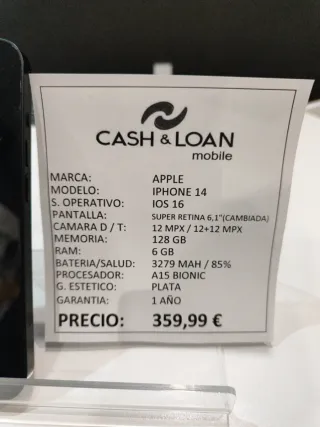 CASH & LOAN
mobile
MARCA: APPLE
MODELO: IPHONE 14
S. OPERATIVO: IOS 16
PANTALLA: SUPER RETINA 6,1"(CAMBIADA)
CAMARA D / T: 12 MPX / 12+12 MPX
MEMORIA: 128 GB
RAM: 6 GB
BATERIA/SALUD: 3279 MAH / 85%
PROCESADOR: A15 BIONIC
G. ESTETICO: PLATA
GARANTIA: 1 AÑO
PRECIO: 359,99 €